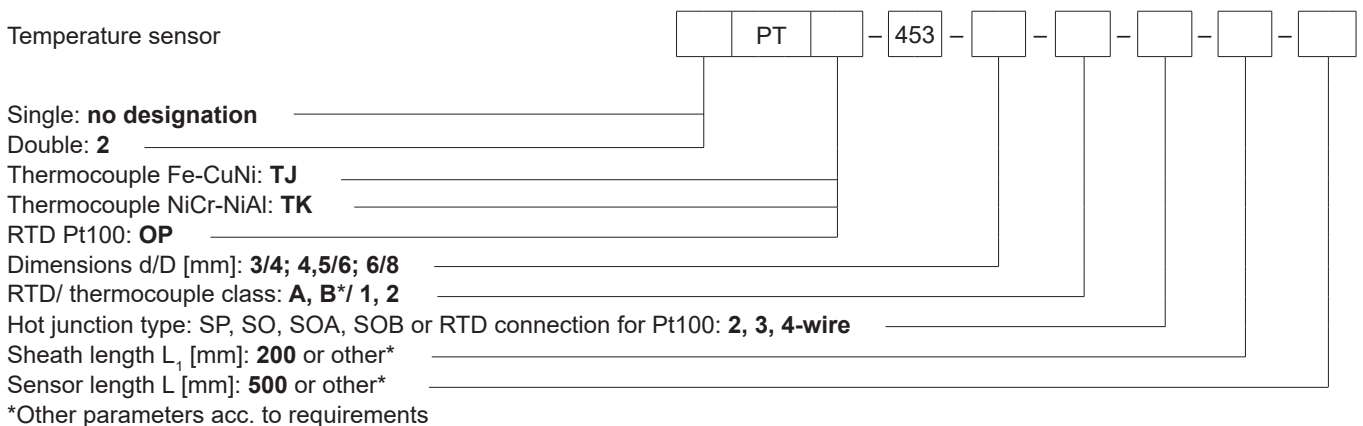 Temperature sensor PT – 453 – – – – –
Single: no designation
Double: 2
Thermocouple Fe-CuNi: TJ
Thermocouple NiCr-NiAl: TK
RTD Pt100: OP
Dimensions d/D [mm]: 3/4; 4,5/6; 6/8
RTD/ thermocouple class: A, B*/ 1, 2
Hot junction type: SP, SO, SOA, SOB or RTD connection for Pt100: 2, 3, 4-wire
Sheath length L1 [mm]: 200 or other*
Sensor length L [mm]: 500 or other*
*Other parameters acc. to requirements